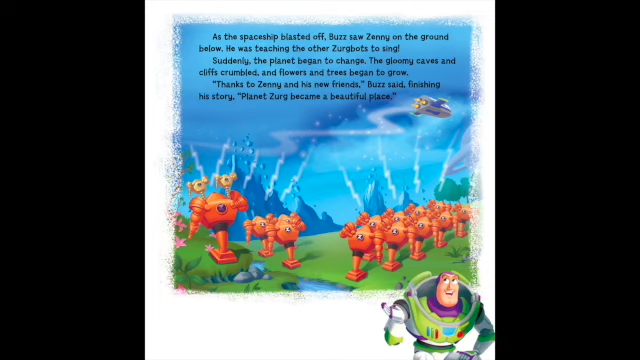 As the spaceship blasted off, Buzz saw Zenny on the ground
below. He was teaching the other Zurgbots to sing!
Suddenly, the planet began to change. The gloomy caves and
cliffs crumbled, and flowers and trees began to grow.
“Thanks to Zenny and his new friends,” Buzz said, finishing
his story, “Planet Zurg became a beautiful place.”